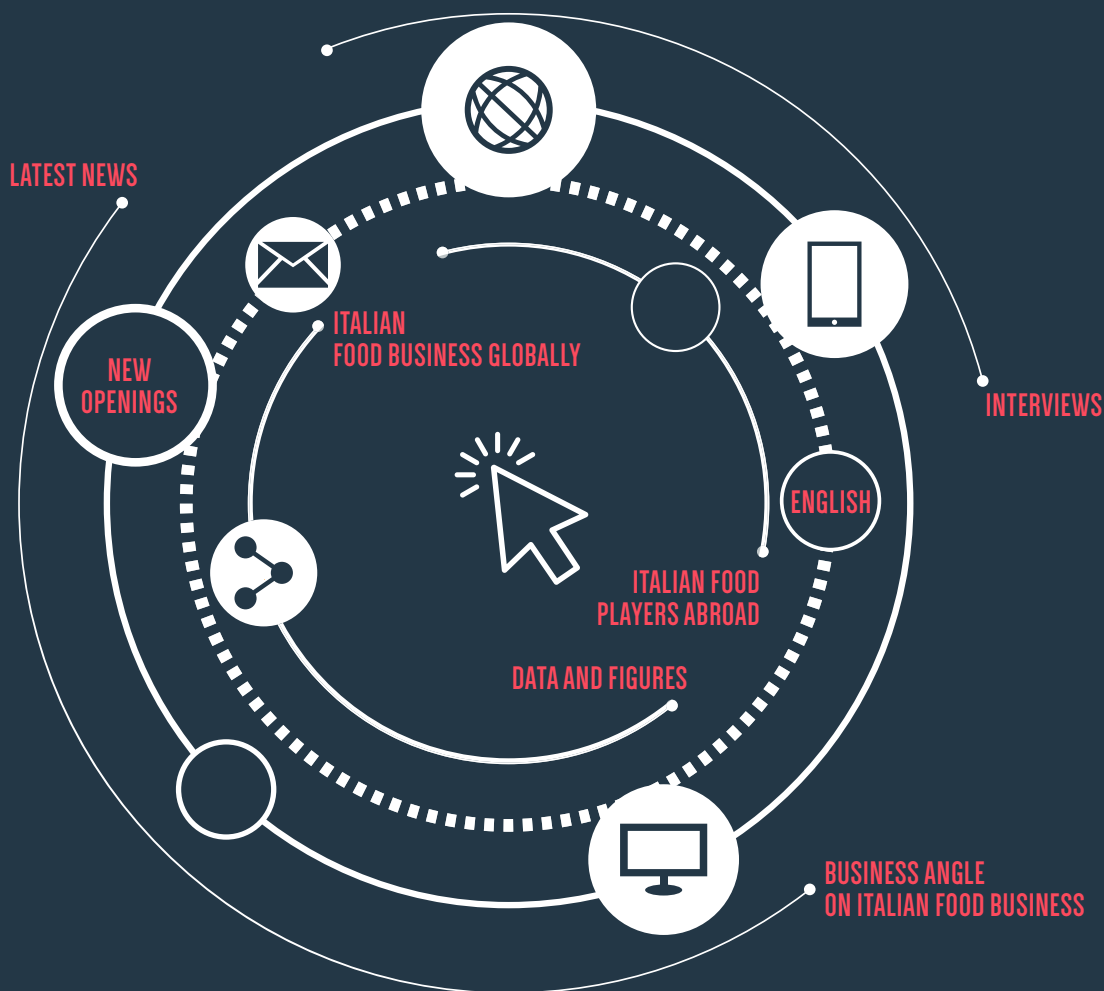 LATEST NEWS
ITALIAN
FOOD BUSINESS GLOBALLY
NEW
OPENINGS
INTERVIEWS
ENGLISH
ITALIAN FOOD
PLAYERS ABROAD
DATA AND FIGURES
BUSINESS ANGLE
ON ITALIAN FOOD BUSINESS